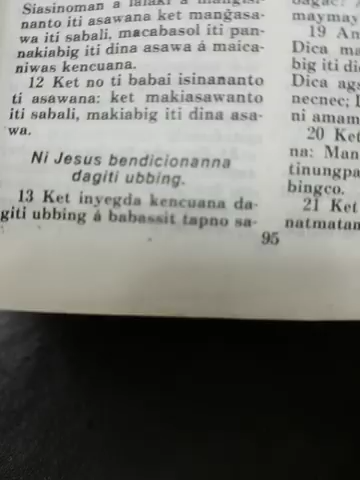 Siasinoman a lalaki a
nanto iti asawana ket mangasa-
wa iti sabali, macabasol iti pan-
nakiabig iti dina asawa á maica-
niwas kencuana.
12 Ket no ti babai isinananto
ti asawana: ket makiasawanto
iti sabali, makiabig iti dina asa-
wa.
Ni Jesus bendicionanna
dagiti ubbing.
13 Ket inyegda kencuana da-
giti ubbing á babassit tapno sa-
95
maymay
19 An
Dica ma
big iti di
Dica ags
necnec; D
ni amam
20 Ket
na: Man
tinungpa
bingco.
21 Ket
natmatan